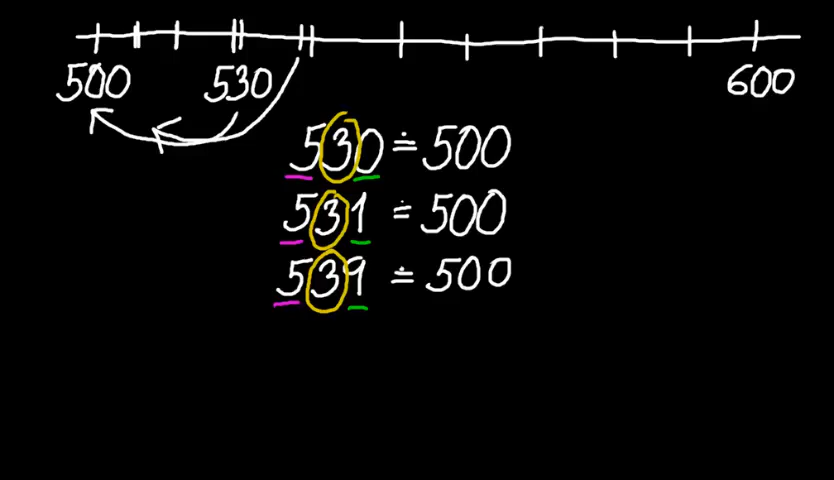 500 530 600
530 ≐ 500
531 ≐ 500
539 ≐ 500